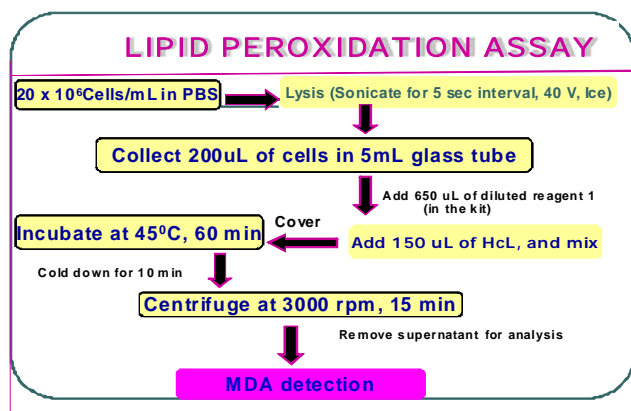 LIPID PEROXIDATION ASSAY
20 x 10⁶Cells/mL in PBS
Lysis (Sonicate for 5 sec interval, 40 V, Ice)
Collect 200uL of cells in 5mL glass tube
Add 650 uL of diluted reagent 1
(in the kit)
Add 150 uL of HcL, and mix
Cover
Incubate at 45⁰C, 60 min
Cold down for 10 min
Centrifuge at 3000 rpm, 15 min
Remove supernatant for analysis
MDA detection